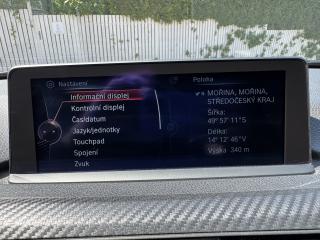 Nastavení
Informační displej
Kontrolní displej
Čas/datum
Jazyk/jednotky
Touchpad
Spojení
Zvuk
Poloha
MOŘINA, MOŘINA,
STŘEDOČESKÝ KRAJ
Šířka:
49° 57' 11"S
Délka:
14° 12' 46"V
Výška 340 m